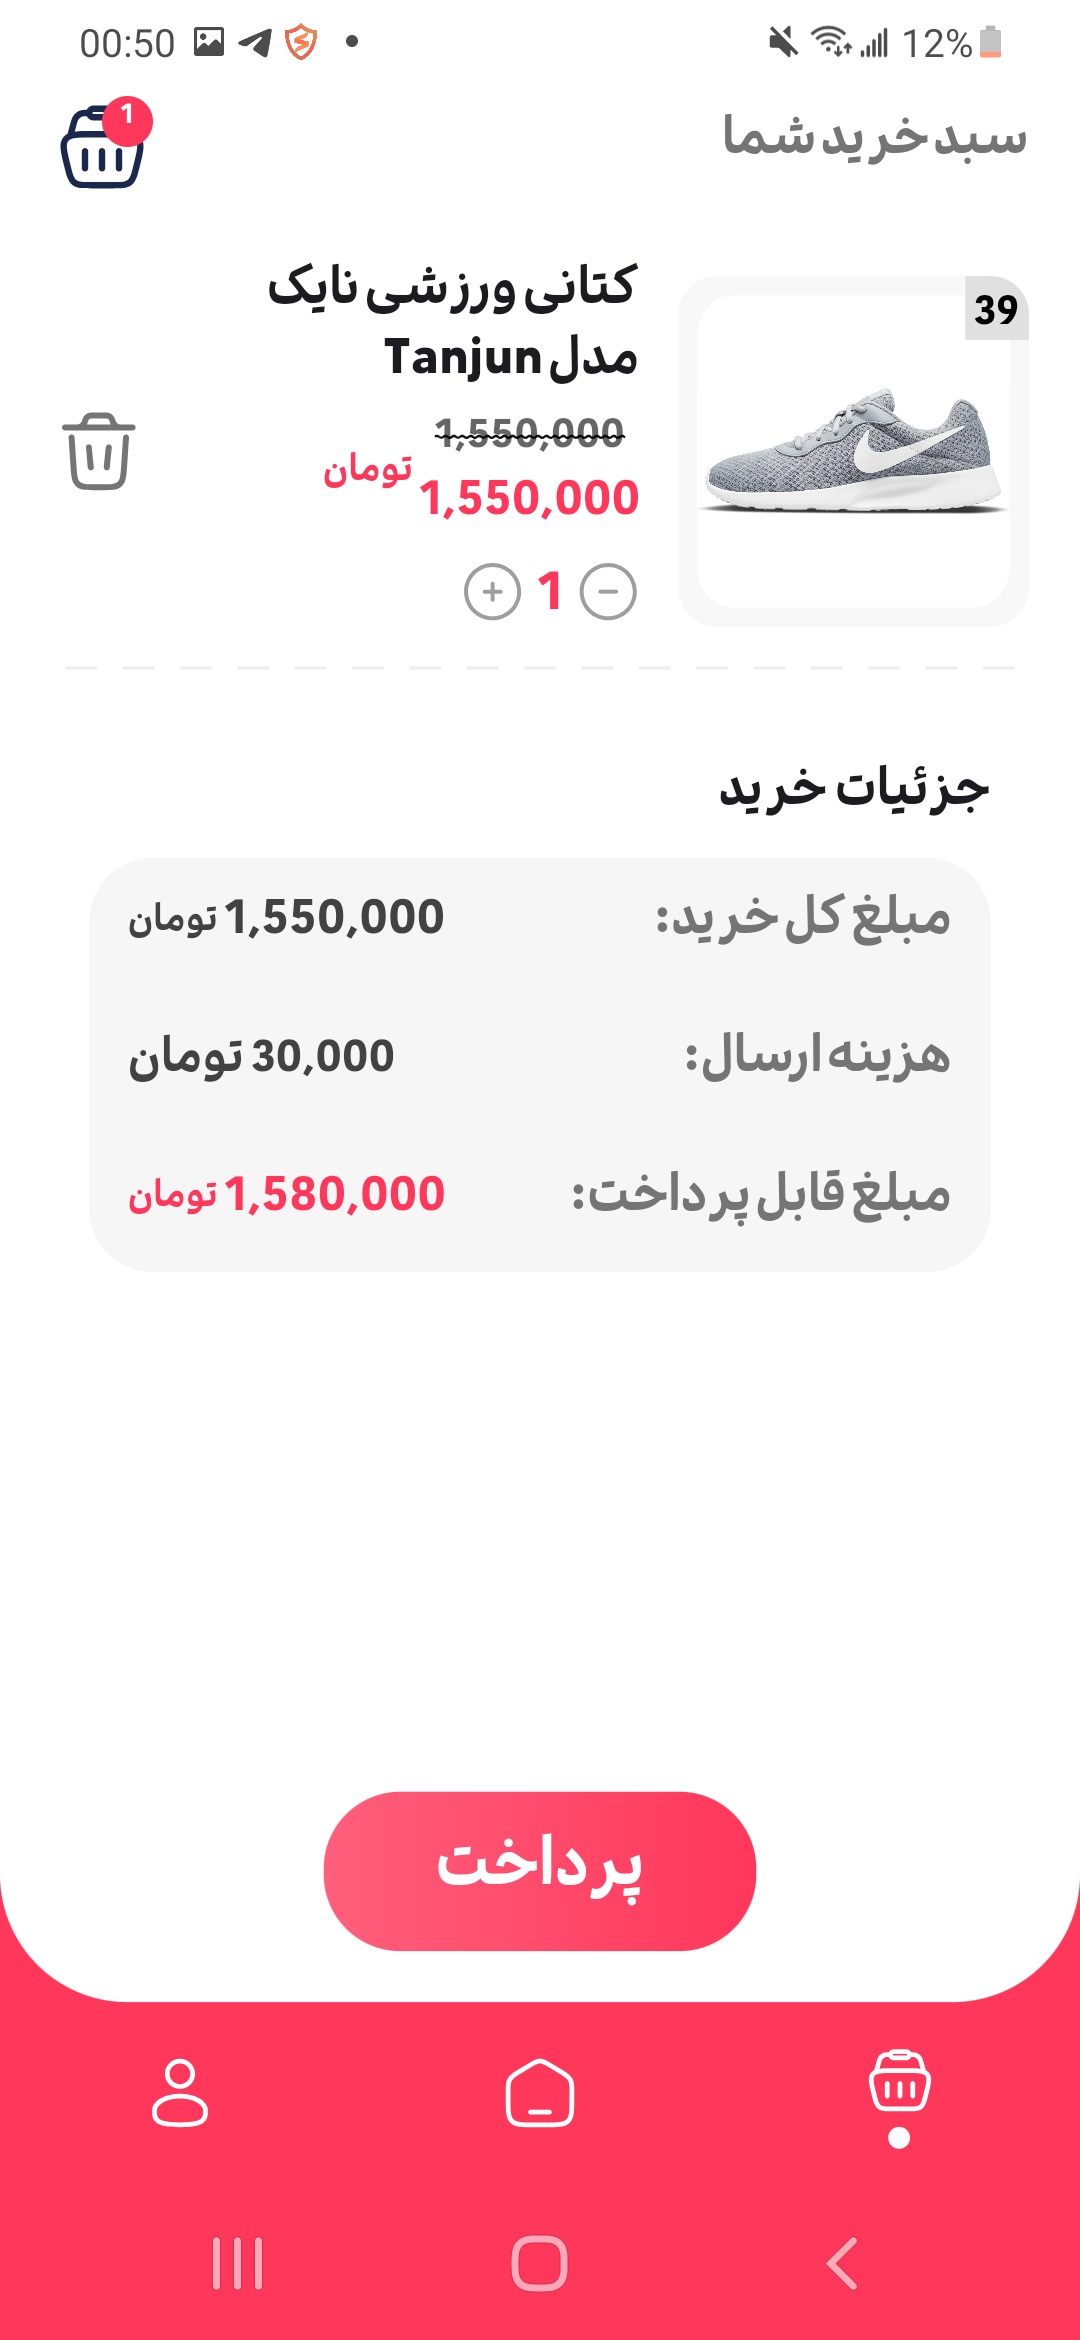 00:50
12%
1
سبد خرید شما
39
کتانی ورزشی نایک
مدل Tanjun
1,550,000
1,550,000 تومان
1
جزئیات خرید
مبلغ کل خرید: 1,550,000 تومان
هزینه ارسال: 30,000 تومان
مبلغ قابل پرداخت: 1,580,000 تومان
پرداخت